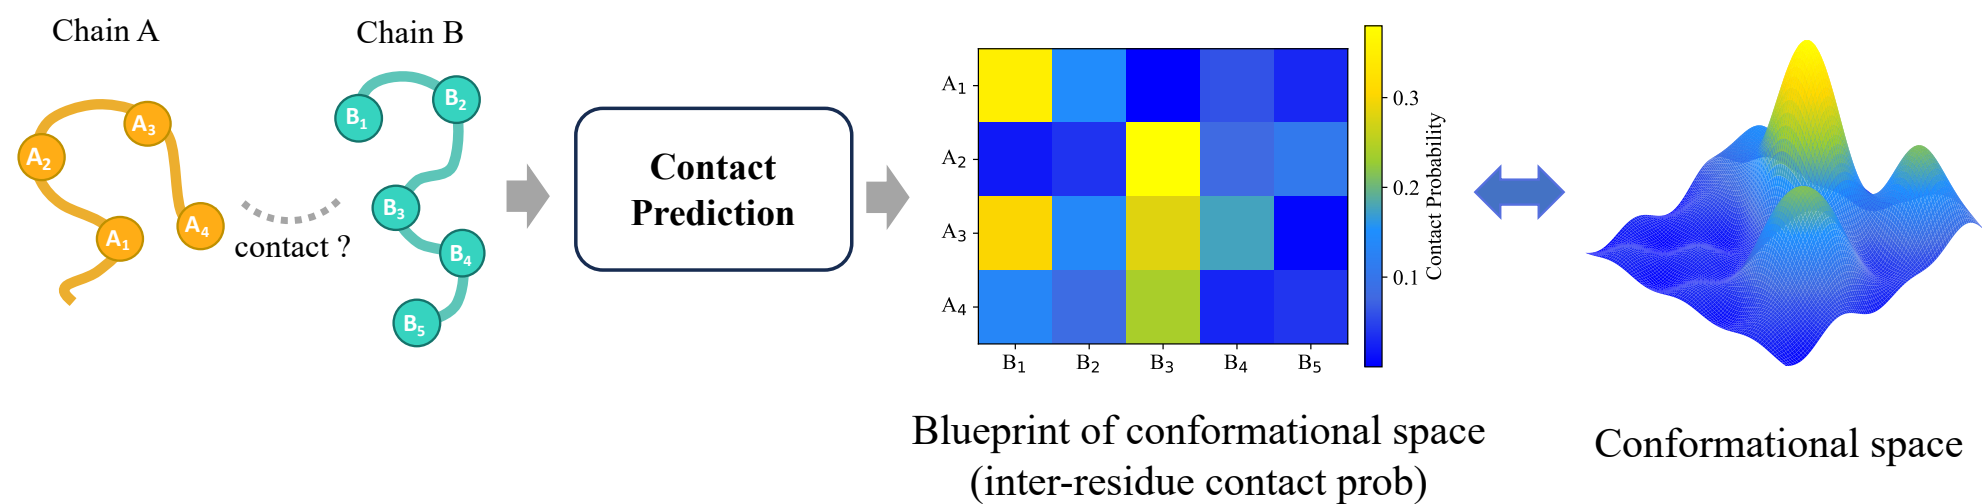 Chain A
Chain B
A1
A2
A3
A4
contact ?
B1
B2
B3
B4
B5
Contact
Prediction
A1
A2
A3
A4
B1
B2
B3
B4
B5
0.3
0.2
0.1
Contact Probability
Blueprint of conformational space
(inter-residue contact prob)
Conformational space